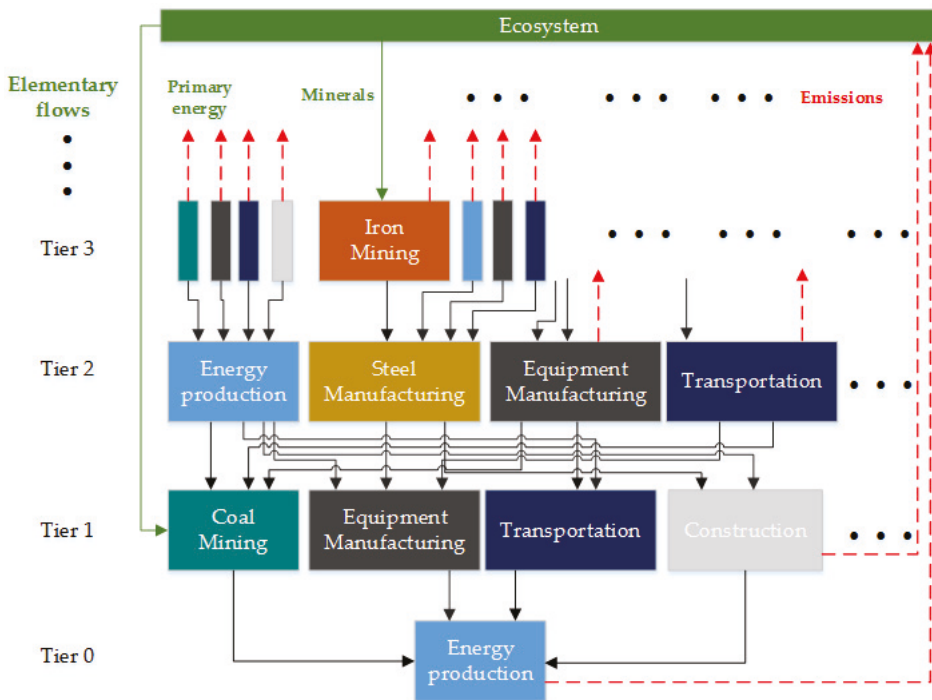 Ecosystem
Elementary
flows
Primary
energy
Minerals
Emissions
Tier 3
Iron
Mining
Tier 2
Energy
production
Steel
Manufacturing
Equipment
Manufacturing
Transportation
Tier 1
Coal
Mining
Equipment
Manufacturing
Transportation
Construction
Tier 0
Energy
production